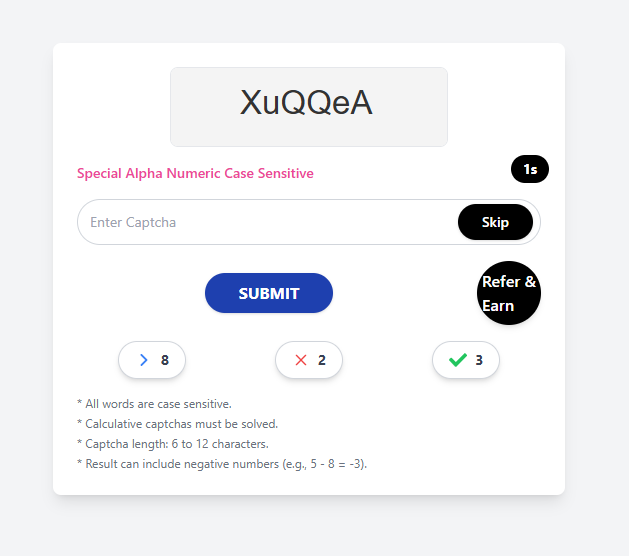 XuQQeA
Special Alpha Numeric Case Sensitive
1s
Enter Captcha
Skip
SUBMIT
Refer &
Earn
8
2
3
* All words are case sensitive.
* Calculative captchas must be solved.
* Captcha length: 6 to 12 characters.
* Result can include negative numbers (e.g., 5 - 8 = -3).